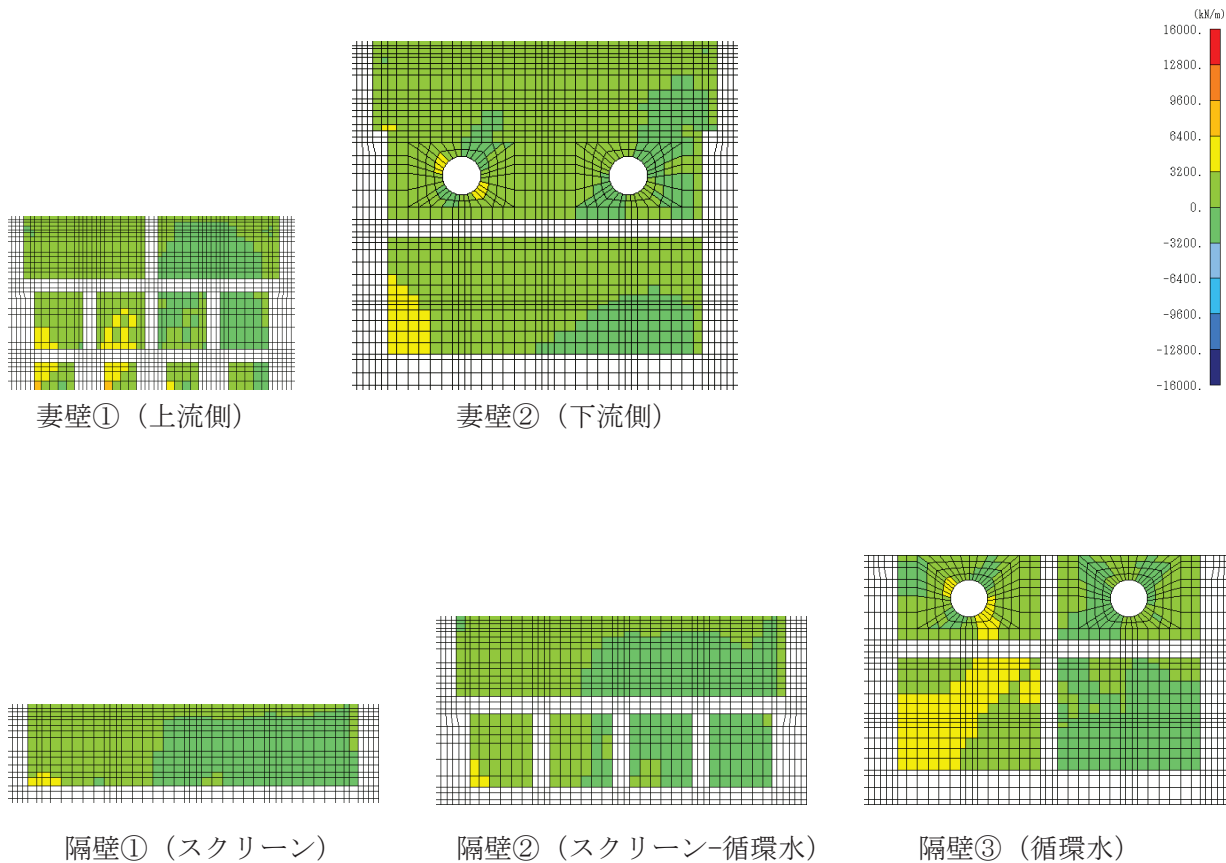 (kN/m)
16000.
12800.
9600.
6400.
3200.
0.
-3200.
-6400.
-9600.
-12800.
-16000.
妻壁①（上流側）
妻壁②（下流側）
隔壁①（スクリーン）
隔壁②（スクリーン−循環水）
隔壁③（循環水）